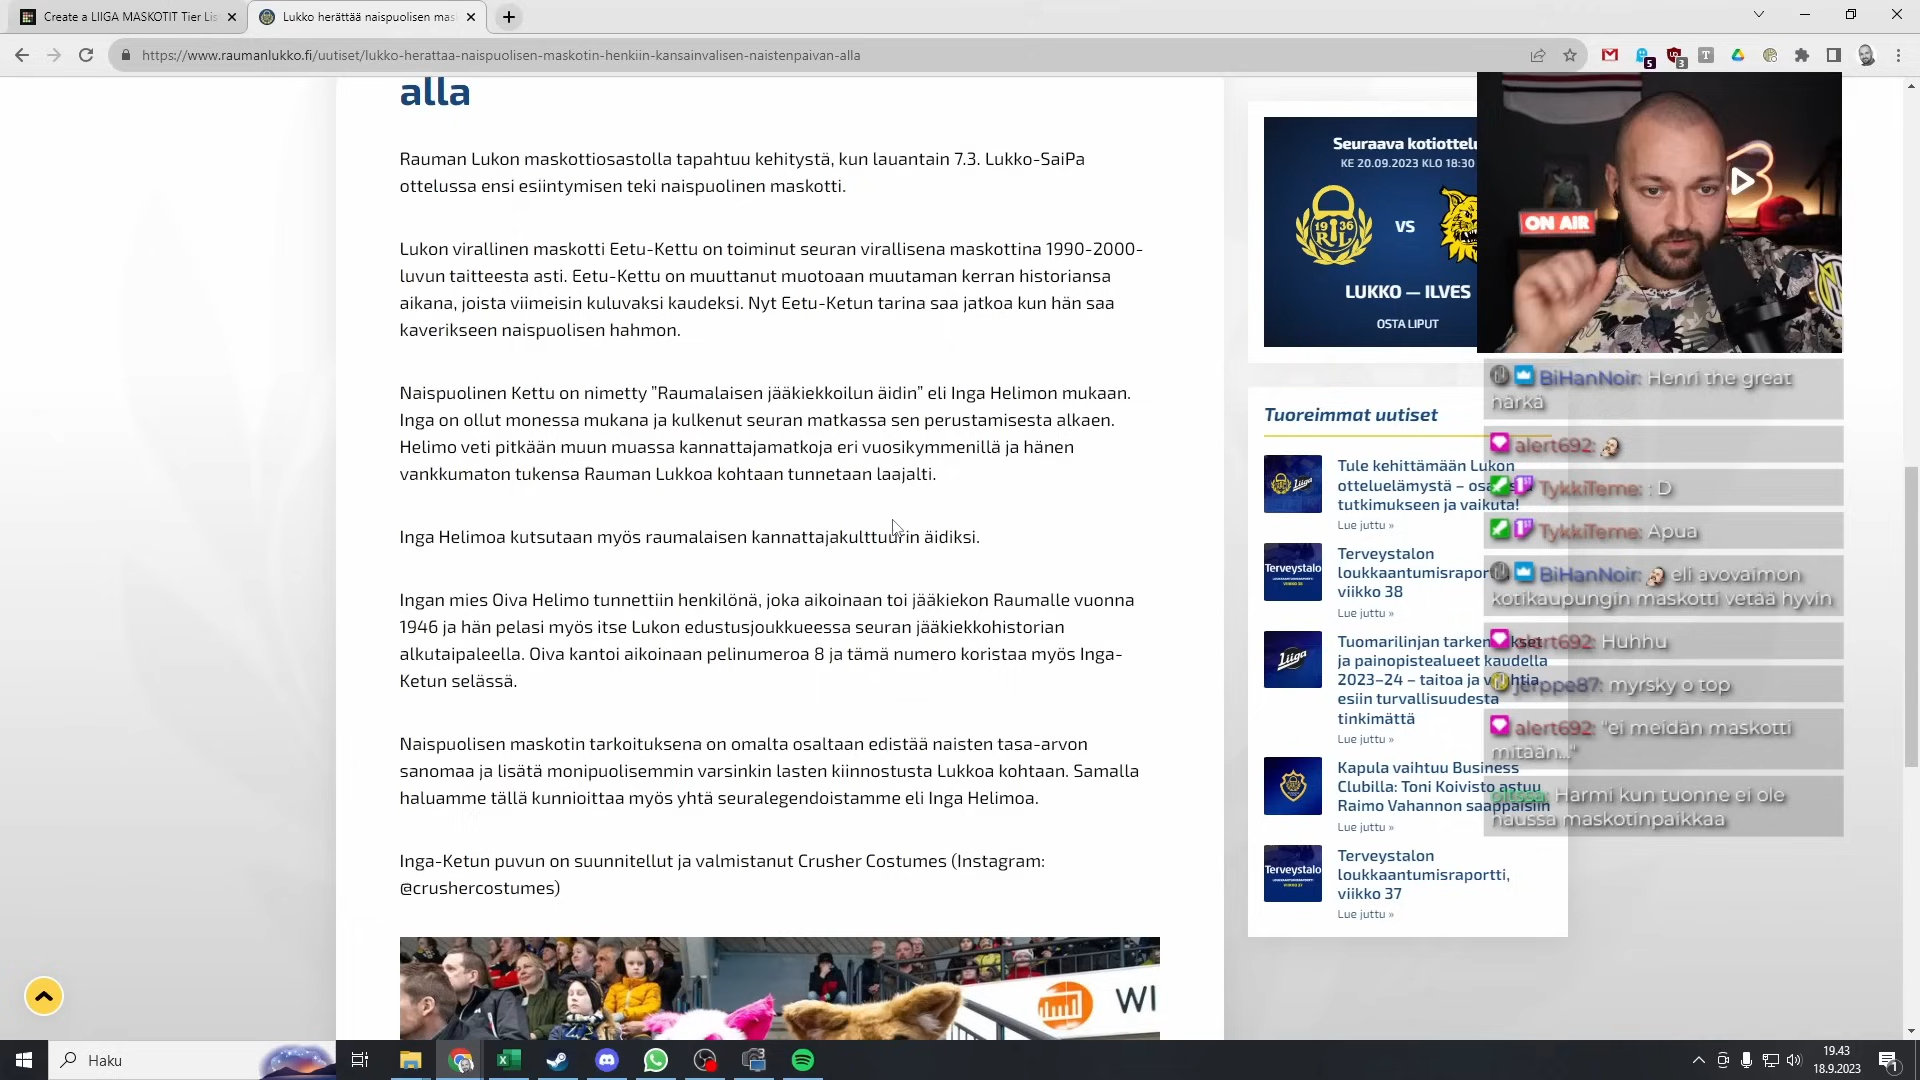 Create a LIIGA MASKOTIT Tier Lis
Lukko herättää naispuolisen mas
https://www.raumanlukko.fi/uutiset/lukko-herattaa-naispuolisen-maskotin-henkiin-kansainvalisen-naistenpaivan-alla
5
3
T
alla
Rauman Lukon maskottiosastolla tapahtuu kehitystä, kun lauantain 7.3. Lukko-SaiPa
ottelussa ensi esiintymisen teki naispuolinen maskotti.
Lukon virallinen maskotti Eetu-Kettu on toiminut seuran virallisena maskottina 1990-2000-
luvun taitteesta asti. Eetu-Kettu on muuttanut muotoaan muutaman kerran historiansa
aikana, joista viimeisin kuluvaksi kaudeksi. Nyt Eetu-Ketun tarina saa jatkoa kun hän saa
kaverikseen naispuolisen hahmon.
Naispuolinen Kettu on nimetty ”Raumalaisen jääkiekkoilun äidin” eli Inga Helimon mukaan.
Inga on ollut monessa mukana ja kulkenut seuran matkassa sen perustamisesta alkaen.
Helimo veti pitkään muun muassa kannattajamatkoja eri vuosikymmenillä ja hänen
vankkumaton tukensa Rauman Lukkoa kohtaan tunnetaan laajalti.
Inga Helimoa kutsutaan myös raumalaisen kannattajakulttuurin äidiksi.
Ingan mies Oiva Helimo tunnettiin henkilönä, joka aikoinaan toi jääkiekon Raumalle vuonna
1946 ja hän pelasi myös itse Lukon edustusjoukkueessa seuran jääkiekkohistorian
alkutaipaleella. Oiva kantoi aikoinaan pelinumeroa 8 ja tämä numero koristaa myös Inga-
Ketun selässä.
Naispuolisen maskotin tarkoituksena on omalta osaltaan edistää naisten tasa-arvon
sanomaa ja lisätä monipuolisemmin varsinkin lasten kiinnostusta Lukkoa kohtaan. Samalla
haluamme tällä kunnioittaa myös yhtä seuralegendoistamme eli Inga Helimoa.
Inga-Ketun puvun on suunnitellut ja valmistanut Crusher Costumes (Instagram:
@crushercostumes)
WI
Seuraava kotiottelu
KE 20.09.2023 KLO 18:30
19 36
RL
VS
LUKKO — ILVES
OSTA LIPUT
ON AIR
Tuoreimmat uutiset
Tule kehittämään Lukon
otteluelämystä –
tutkimukseen ja vaikuta!
Lue juttu »
Terveystalon
loukkaantumisraportti,
viikko 38
Lue juttu »
Tuomarilinjan
ja painopistealueet kaudella
2023–24 – taitoa ja
esiin turvallisuudesta
tinkimättä
Lue juttu »
Kapula vaihtuu Business
Clubilla: Toni Koivisto astuu
Raimo Vahannon saappaisiin
Lue juttu »
Terveystalon
loukkaantumisraportti,
viikko 37
Lue juttu »
Liiga
Terveystalo
Liiga
Terveystalo
BiHanNoir: Henri the great
härkä
alert692:
TykkiTeme: : D
TykkiTeme: Apua
BiHanNoir: eli avovaimon
kotikaupungin maskotti vetää hyvin
alert692: Huhhu
jerppe87: myrsky o top
alert692: "ei meidän maskotti
mitään..."
Harmi kun tuonne ei ole
haussa maskotinpaikkaa
Haku
19.43
18.9.2023
1